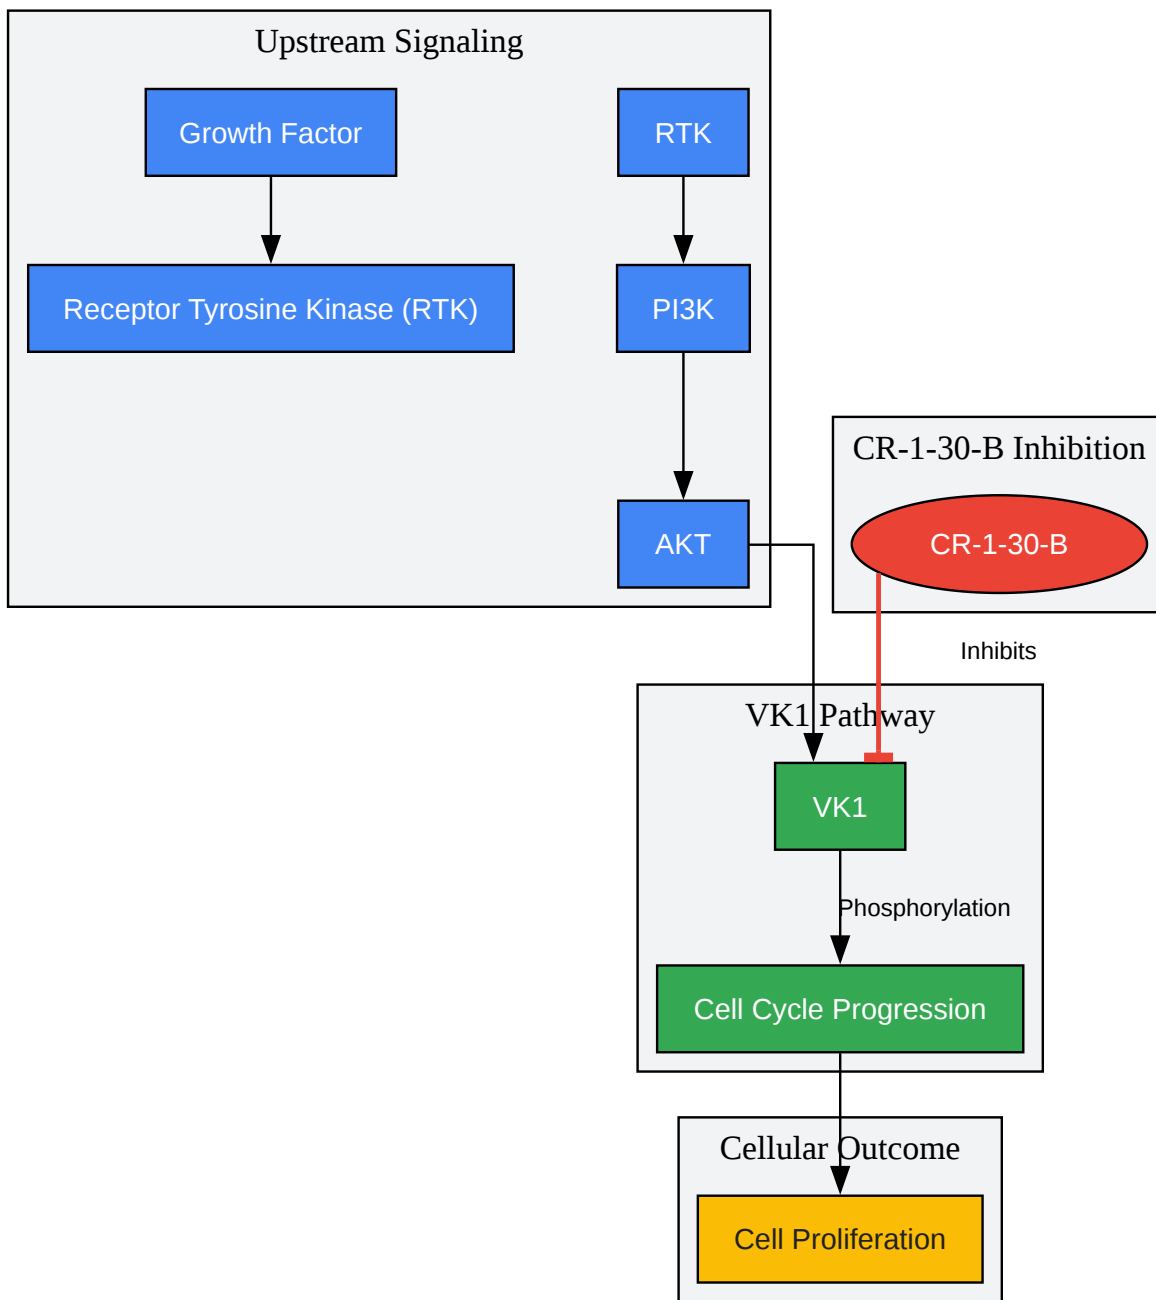 Upstream Signaling
Growth Factor
RTK
Receptor Tyrosine Kinase (RTK)
PI3K
AKT
CR-1-30-B Inhibition
CR-1-30-B
Inhibits
VK1 Pathway
VK1
Phosphorylation
Cell Cycle Progression
Cellular Outcome
Cell Proliferation